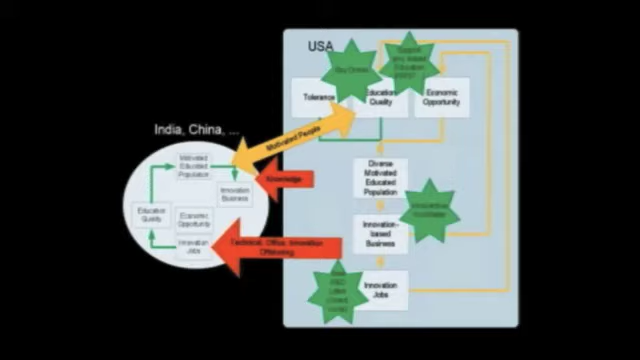 USA
Tolerance
Education
Quality
Economic
Opportunity
India, China, ...
Motivated People
Motivated
Educated
Population
Knowledge
Innovation
Business
Education
Quality
Economic
Opportunity
Innovation
Jobs
Technical, Office, Innovation
Offshoring
Diverse
Motivated
Educated
Population
Innovation-
based
Business
Innovation
Jobs